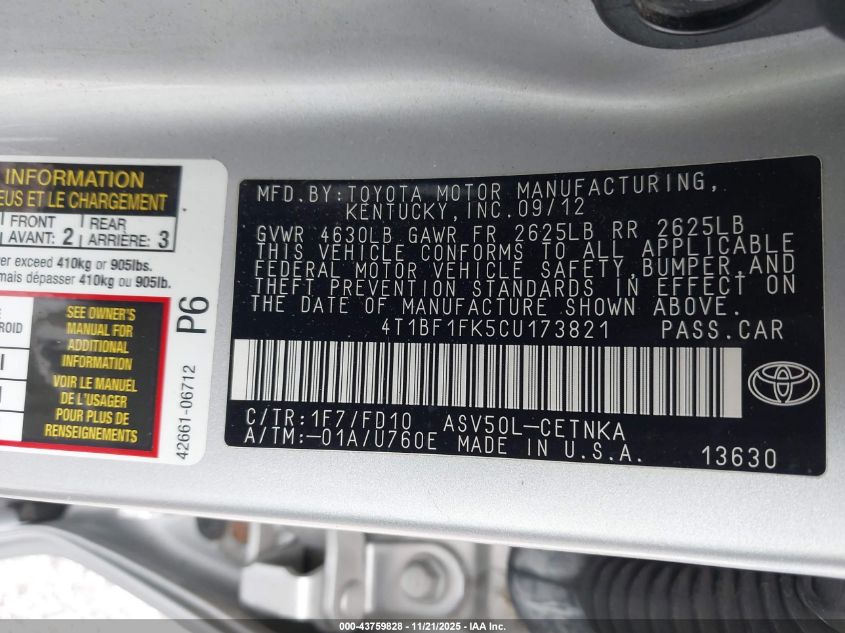 INFORMATION
EUS ET LE CHARGEMENT
FRONT
AVANT: 2
REAR
ARRIÈRE: 3
er exceed 410kg or 905lbs.
mais dépasser 410kg ou 905lb.
ROID
SEE OWNER'S
MANUAL FOR
ADDITIONAL
INFORMATION
VOIR LE MANUEL
DE L'USAGER
POUR PLUS DE
RENSEIGNEMENTS
P6
42661-06712
MFD.BY:TOYOTA MOTOR MANUFACTURING,
KENTUCKY,INC.09/12
GVWR 4630LB GAWR FR 2625LB RR 2625LB
THIS VEHICLE CONFORMS TO ALL APPLICABLE
FEDERAL MOTOR VEHICLE SAFETY,BUMPER,AND
THEFT PREVENTION STANDARDS IN EFFECT ON
THE DATE OF MANUFACTURE SHOWN ABOVE.
4T1BF1FK5CU173821 PASS.CAR
C/TR:1F7/FD10 ASV50L-CETNKA
A/TM:-01A/U760E MADE IN U.S.A.
13630
000-43759828 - 11/21/2025 - IAA Inc.